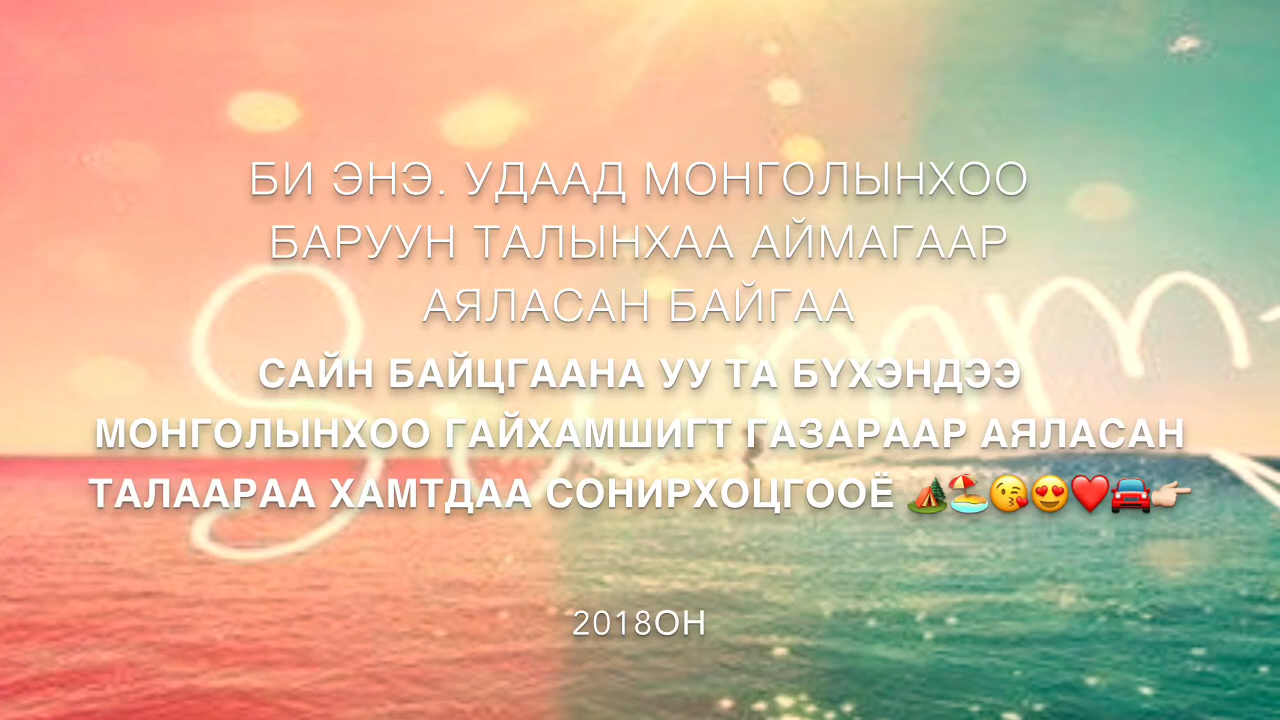 БИ ЭНЭ. УДААД МОНГОЛЫНХОО
БАРУУН ТАЛЫНХАА АЙМАГААР
АЯЛАСАН БАЙГАА
САЙН БАЙЦГААНА УУ ТА БҮХЭНДЭЭ
МОНГОЛЫНХОО ГАЙХАМШИГТ ГАЗАРААР АЯЛАСАН
ТАЛААРАА ХАМТДАА СОНИРХОЦГООЁ 🏕🏖😘😍❤️🚘👉🏻
2018ОН